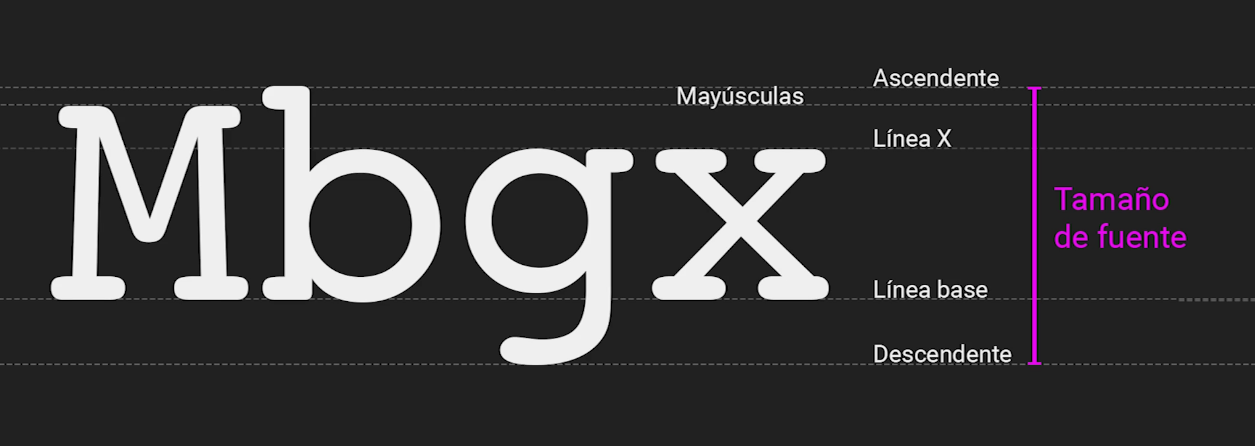 Mbgx
Mayúsculas
Ascendente
Línea X
Tamaño
de fuente
Línea base
Descendente